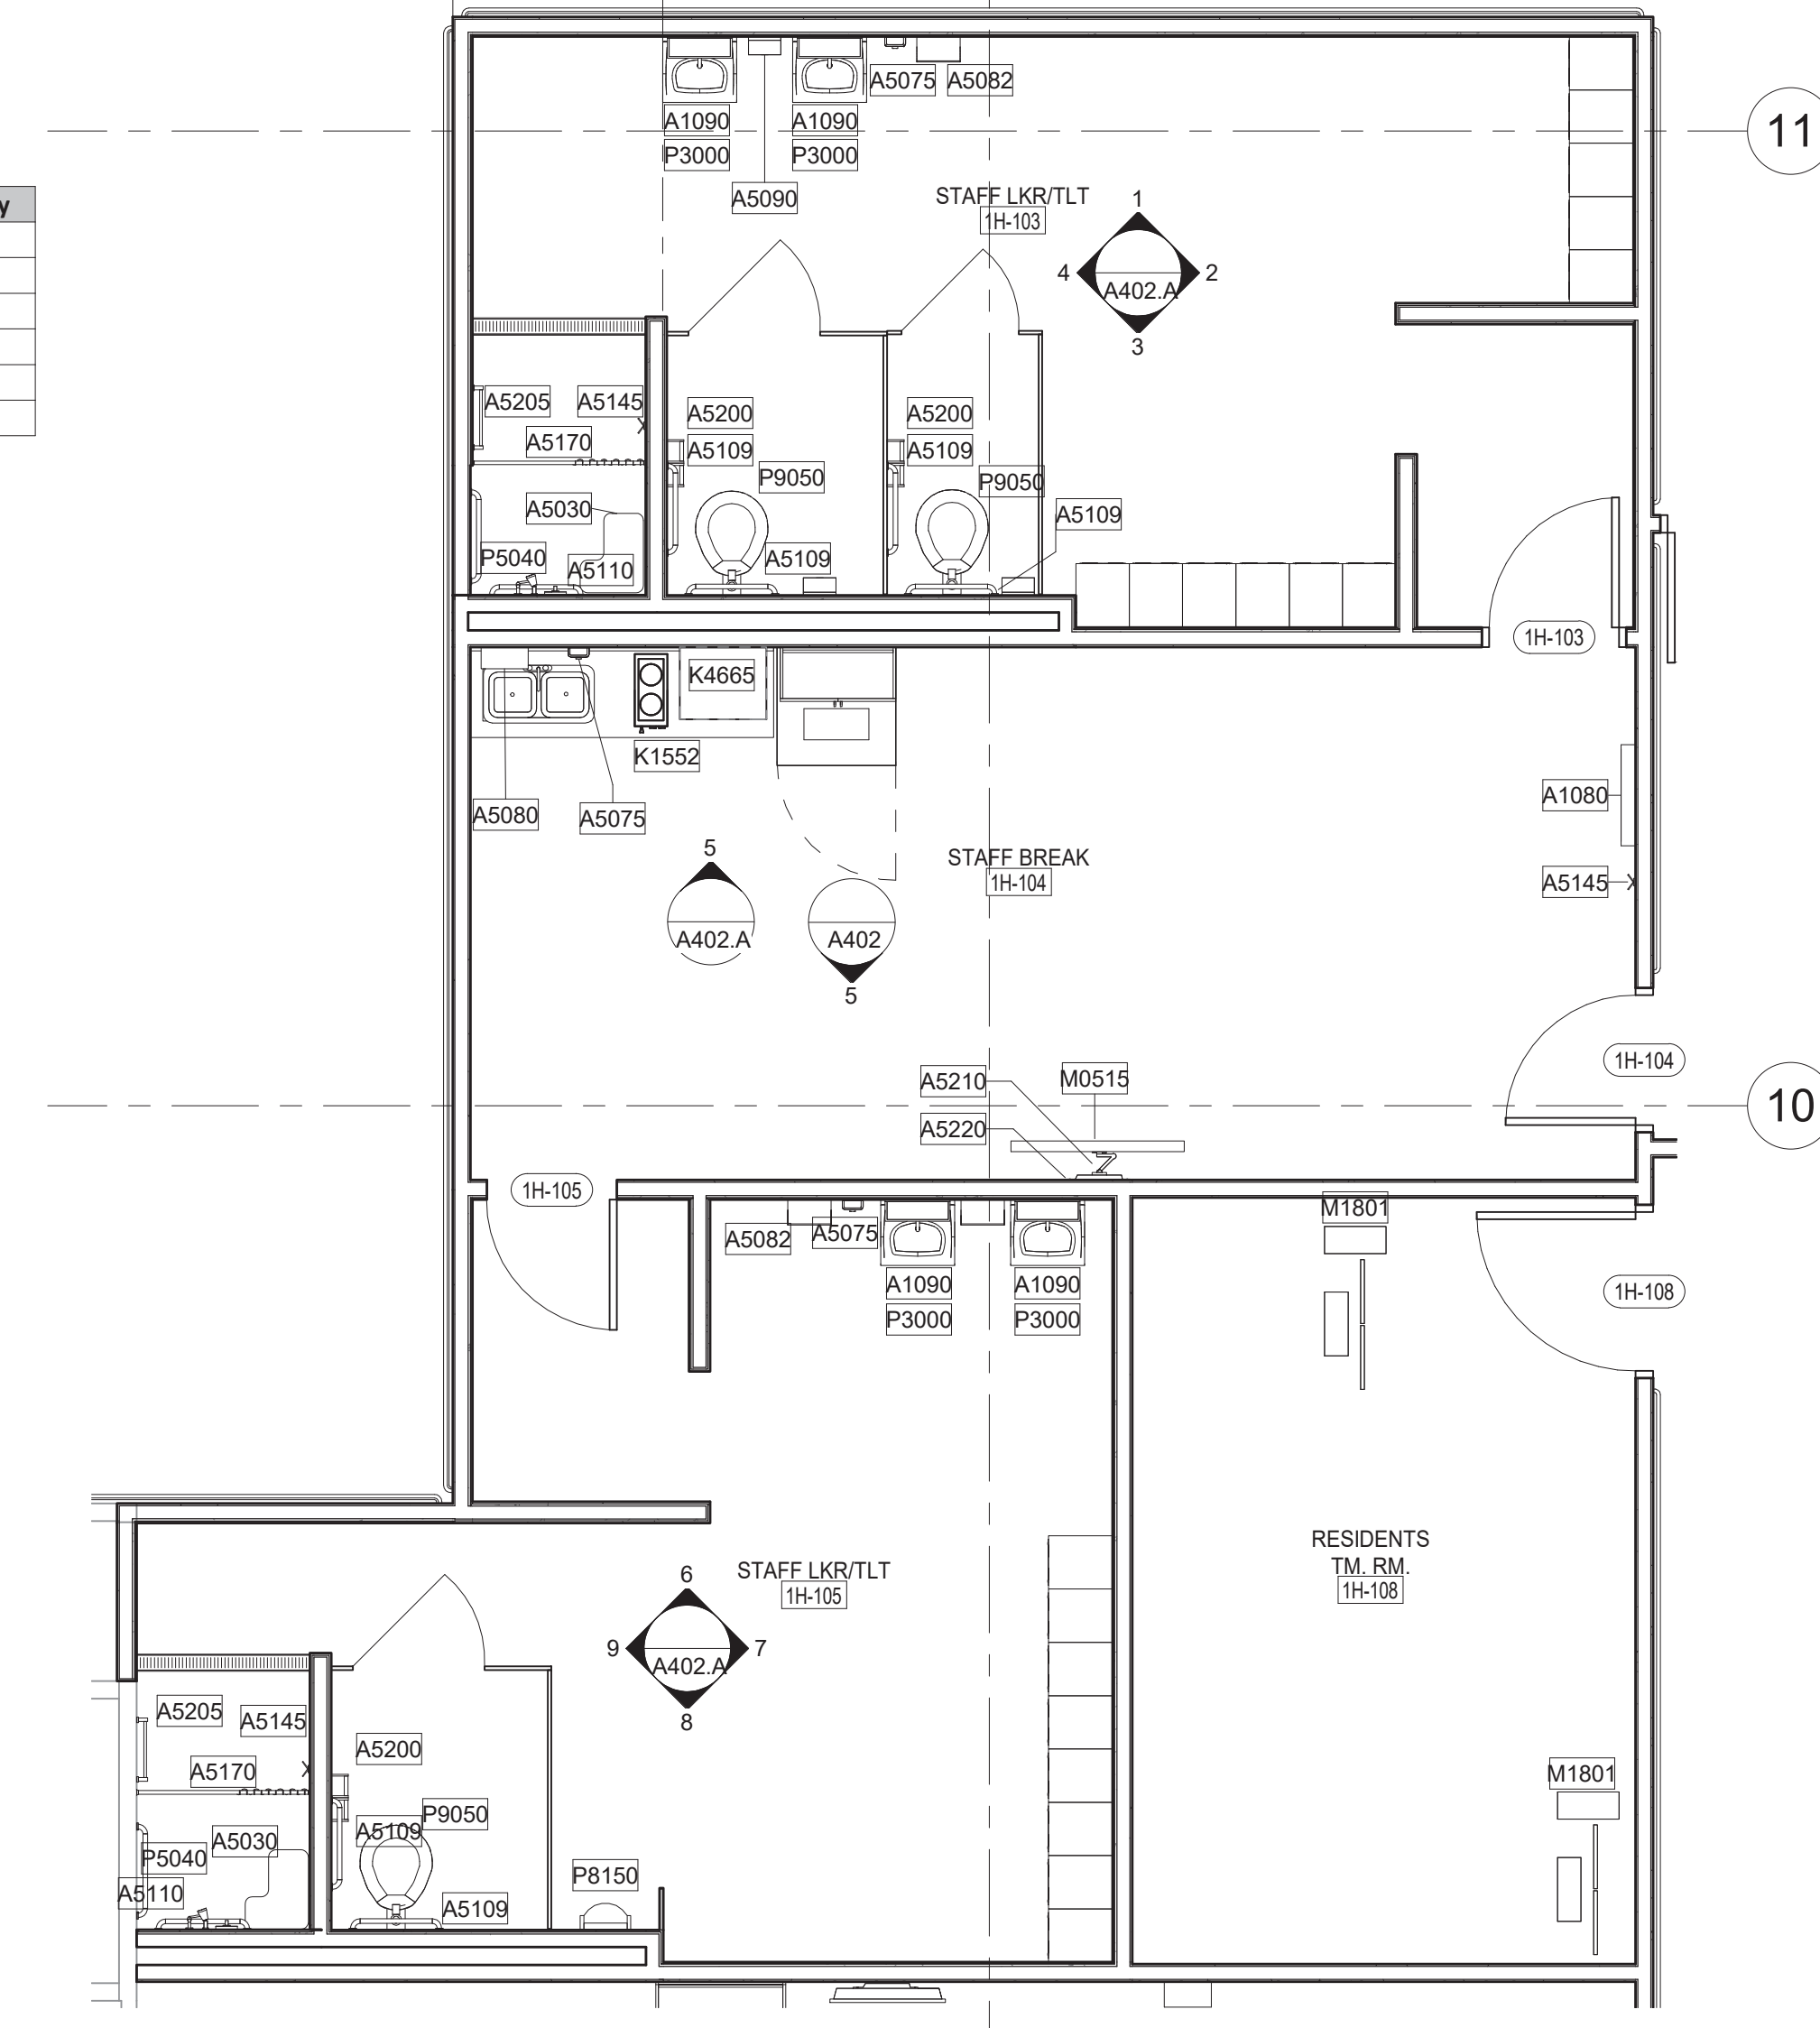 y
A5075 A5082
A1090 A1090
P3000 P3000
A5090
11
STAFF LKR/TLT
1H-103
1
4 2
A402.A
3
A5205 A5145
A5170
A5200 A5200
A5109 A5109
P9050 P9050
A5030
A5109
P5040
A5110
A5109
1H-103
K4665
K1552
A5080 A5075
A1080
STAFF BREAK
1H-104
A5145
5
A402.A
A402
5
1H-104
A5210
M0515
A5220
10
1H-105
M1801
A5082 A5075
A1090 A1090
P3000 P3000
1H-108
RESIDENTS
TM. RM.
1H-108
STAFF LKR/TLT
1H-105
6
9 7
A402.A
8
A5205 A5145
A5170
A5200
P9050
A5109
A5030
P5040
A5110
P8150
A5109
M1801